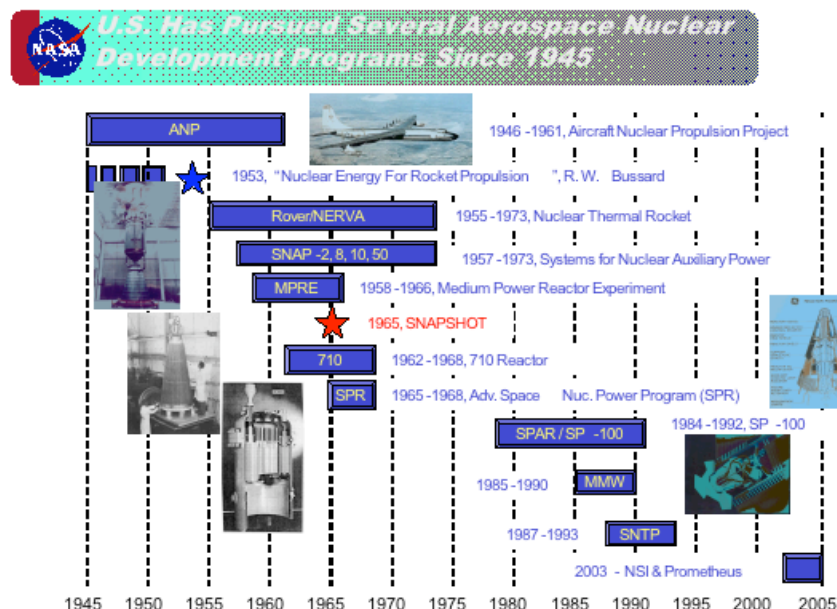 NASA
U.S. Has Pursued Several Aerospace Nuclear
Development Programs Since 1945
ANP
1946 -1961, Aircraft Nuclear Propulsion Project
1953, "Nuclear Energy For Rocket Propulsion ", R. W. Bussard
Rover/NERVA
1955 -1973, Nuclear Thermal Rocket
SNAP -2, 8, 10, 50
1957 -1973, Systems for Nuclear Auxiliary Power
MPRE
1958 -1966, Medium Power Reactor Experiment
1965, SNAPSHOT
710
1962 -1968, 710 Reactor
SPR
1965 -1968, Adv. Space Nuc. Power Program (SPR)
SPAR / SP -100
1984 -1992, SP -100
1985 -1990
MMW
1987 -1993
SNTP
2003 - NSI & Prometheus
1945 1950 1955 1960 1965 1970 1975 1980 1985 1990 1995 2000 2005